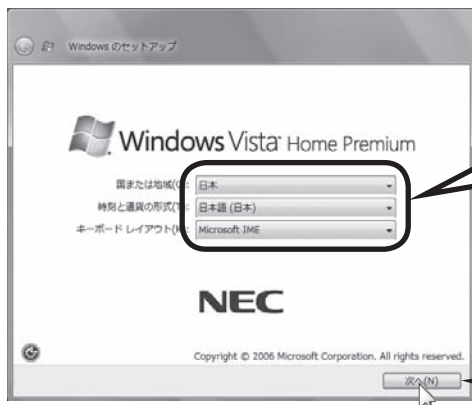 Windows のセットアップ
Windows Vista Home Premium
国または地域(C): 日本
時刻と通貨の形式(T): 日本語 (日本)
キーボード レイアウト(K): Microsoft IME
NEC
Copyright © 2006 Microsoft Corporation. All rights reserved.
次へ(N)